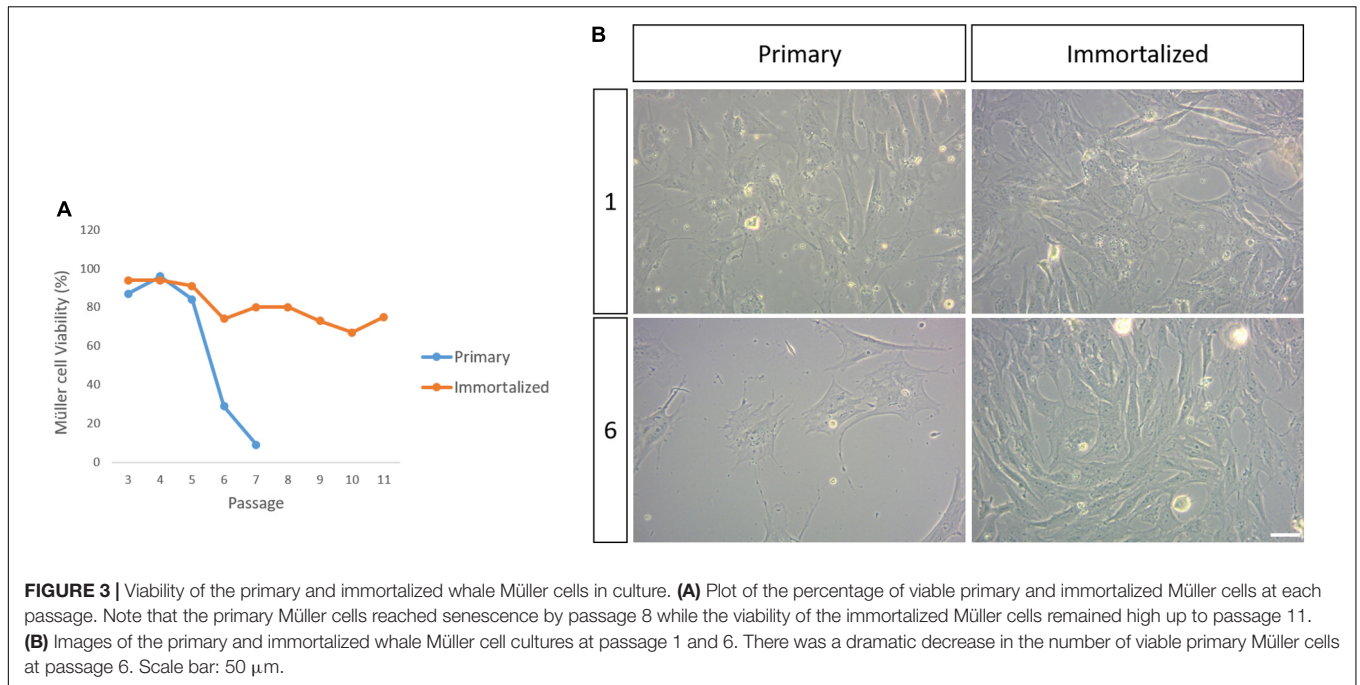 B
Primary
Immortalized
1
6
A
120
100
80
60
40
20
0
Müller cell Viability (%)
3 4 5 6 7 8 9 10 11
Passage
Primary
Immortalized
FIGURE 3 | Viability of the primary and immortalized whale Müller cells in culture. (A) Plot of the percentage of viable primary and immortalized Müller cells at each
passage. Note that the primary Müller cells reached senescence by passage 8 while the viability of the immortalized Müller cells remained high up to passage 11.
(B) Images of the primary and immortalized whale Müller cell cultures at passage 1 and 6. There was a dramatic decrease in the number of viable primary Müller cells
at passage 6. Scale bar: 50 μm.